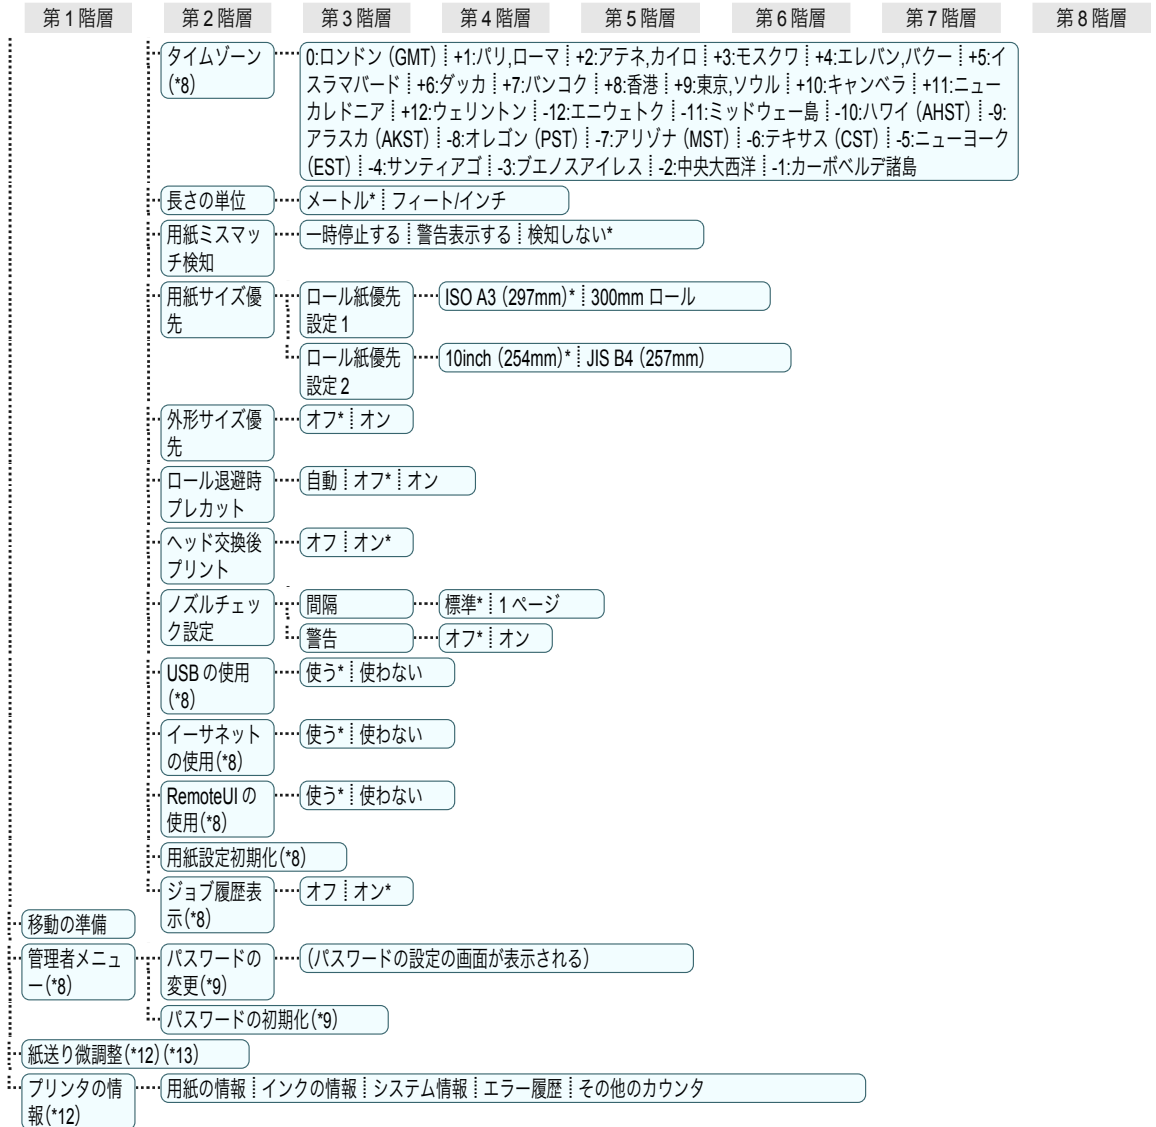 第 1 階層 第 2 階層 第 3 階層 第 4 階層 第 5 階層 第 6 階層 第 7 階層 第 8 階層
タイムゾーン
(*8)
0:ロンドン (GMT) ┊ +1:パリ,ローマ ┊ +2:アテネ,カイロ ┊ +3:モスクワ ┊ +4:エレバン,バクー ┊ +5:イ
スラマバード ┊ +6:ダッカ ┊ +7:バンコク ┊ +8:香港 ┊ +9:東京,ソウル ┊ +10:キャンベラ ┊ +11:ニュー
カレドニア ┊ +12:ウェリントン ┊ -12:エニウェトク ┊ -11:ミッドウェー島 ┊ -10:ハワイ (AHST) ┊ -9:
アラスカ (AKST) ┊ -8:オレゴン (PST) ┊ -7:アリゾナ (MST) ┊ -6:テキサス (CST) ┊ -5:ニューヨーク
(EST) ┊ -4:サンティアゴ ┊ -3:ブエノスアイレス ┊ -2:中央大西洋 ┊ -1:カーボベルデ諸島
長さの単位
メートル* ┊ フィート/インチ
用紙ミスマッ
チ検知
一時停止する ┊ 警告表示する ┊ 検知しない*
用紙サイズ優
先
ロール紙優先
設定 1
ISO A3 (297mm)* ┊ 300mm ロール
ロール紙優先
設定 2
10inch (254mm)* ┊ JIS B4 (257mm)
外形サイズ優
先
オフ* ┊ オン
ロール退避時
プレカット
自動 ┊ オフ* ┊ オン
ヘッド交換後
プリント
オフ ┊ オン*
ノズルチェッ
ク設定
間隔
標準* ┊ 1 ページ
警告
オフ* ┊ オン
USB の使用
(*8)
使う* ┊ 使わない
イーサネット
の使用(*8)
使う* ┊ 使わない
RemoteUI の
使用(*8)
使う* ┊ 使わない
用紙設定初期化(*8)
ジョブ履歴表
示(*8)
オフ ┊ オン*
移動の準備
管理者メニュ
ー(*8)
パスワードの
変更(*9)
(パスワードの設定の画面が表示される)
パスワードの初期化(*9)
紙送り微調整(*12) (*13)
プリンタの情
報(*12)
用紙の情報 ┊ インクの情報 ┊ システム情報 ┊ エラー履歴 ┊ その他のカウンタ